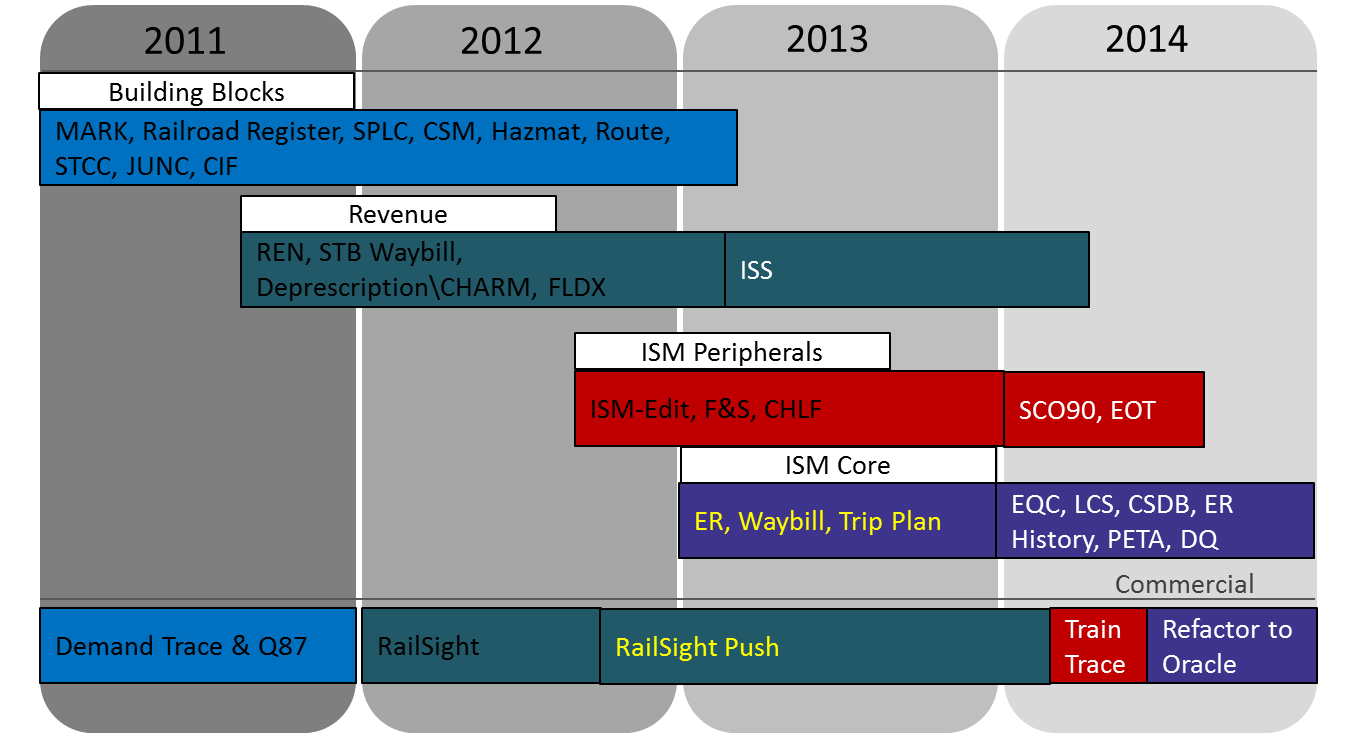 2011
2012
2013
2014
Building Blocks
MARK, Railroad Register, SPLC, CSM, Hazmat, Route,
STCC, JUNC, CIF
Revenue
REN, STB Waybill,
Deprescription\CHARM, FLDX
ISS
ISM Peripherals
ISM-Edit, F&S, CHLF
SCO90, EOT
ISM Core
ER, Waybill, Trip Plan
EQC, LCS, CSDB, ER
History, PETA, DQ
Commercial
Demand Trace & Q87
RailSight
RailSight Push
Train
Trace
Refactor to
Oracle